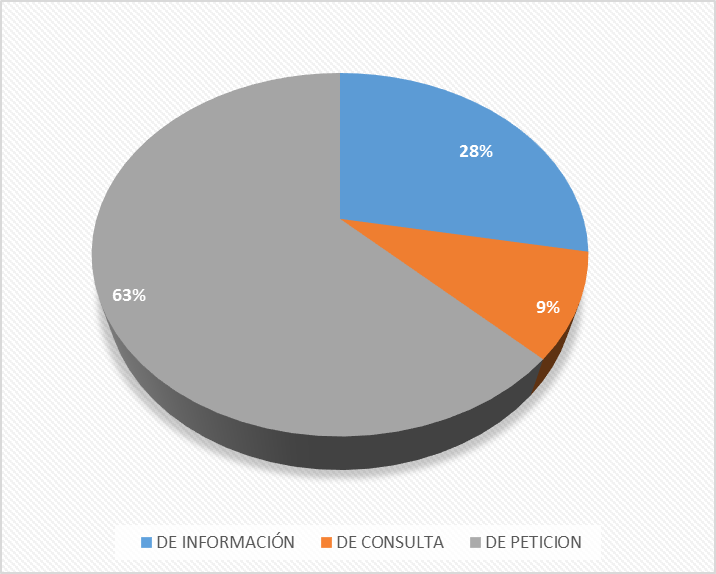 28%
9%
63%
DE INFORMACIÓN DE CONSULTA DE PETICION